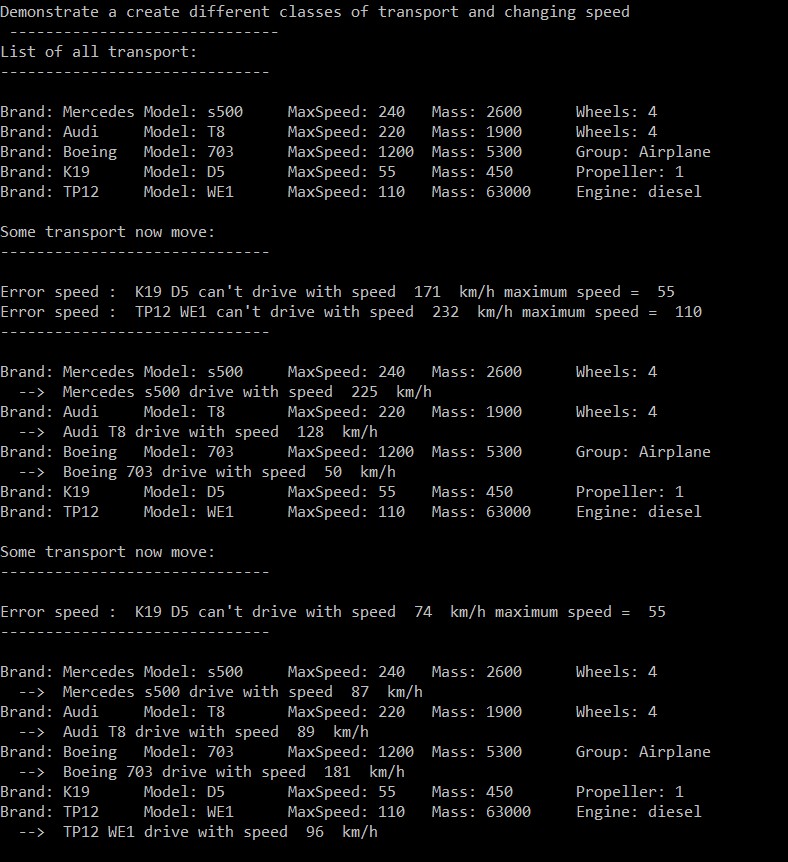 Demonstrate a create different classes of transport and changing speed
------------------------------
List of all transport:
------------------------------
Brand: Mercedes Model: s500     MaxSpeed: 240   Mass: 2600      Wheels: 4
Brand: Audi     Model: T8       MaxSpeed: 220   Mass: 1900      Wheels: 4
Brand: Boeing   Model: 703      MaxSpeed: 1200  Mass: 5300      Group: Airplane
Brand: K19      Model: D5       MaxSpeed: 55    Mass: 450       Propeller: 1
Brand: TP12     Model: WE1      MaxSpeed: 110   Mass: 63000     Engine: diesel
Some transport now move:
------------------------------
Error speed :  K19 D5 can't drive with speed  171  km/h maximum speed =  55
Error speed :  TP12 WE1 can't drive with speed  232  km/h maximum speed =  110
------------------------------
Brand: Mercedes Model: s500     MaxSpeed: 240   Mass: 2600      Wheels: 4
  -->  Mercedes s500 drive with speed  225  km/h
Brand: Audi     Model: T8       MaxSpeed: 220   Mass: 1900      Wheels: 4
  -->  Audi T8 drive with speed  128  km/h
Brand: Boeing   Model: 703      MaxSpeed: 1200  Mass: 5300      Group: Airplane
  -->  Boeing 703 drive with speed  50  km/h
Brand: K19      Model: D5       MaxSpeed: 55    Mass: 450       Propeller: 1
Brand: TP12     Model: WE1      MaxSpeed: 110   Mass: 63000     Engine: diesel
Some transport now move:
------------------------------
Error speed :  K19 D5 can't drive with speed  74  km/h maximum speed =  55
------------------------------
Brand: Mercedes Model: s500     MaxSpeed: 240   Mass: 2600      Wheels: 4
  -->  Mercedes s500 drive with speed  87  km/h
Brand: Audi     Model: T8       MaxSpeed: 220   Mass: 1900      Wheels: 4
  -->  Audi T8 drive with speed  89  km/h
Brand: Boeing   Model: 703      MaxSpeed: 1200  Mass: 5300      Group: Airplane
  -->  Boeing 703 drive with speed  181  km/h
Brand: K19      Model: D5       MaxSpeed: 55    Mass: 450       Propeller: 1
Brand: TP12     Model: WE1      MaxSpeed: 110   Mass: 63000     Engine: diesel
  -->  TP12 WE1 drive with speed  96  km/h